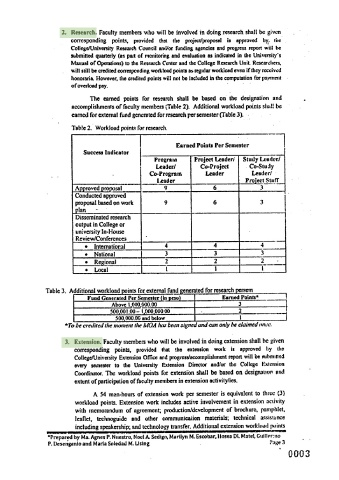 2. Research. Faculty members who will be involved in doing research shall be given
corresponding points, provided that the project/proposal is approved by the
College/University Research Council and/or funding agencies and progress report will be
submitted quarterly (as part of monitoring and evaluation as indicated in the University's
Manual of Operations) to the Research Center and the College Research Unit. Researchers,
will still be credited corresponding workload points as regular workload even if they received
honoraria. However, the credited points will not be included in the computation for payment
of overload pay.
The earned points for research shall be based on the designation and
accomplishments of faculty members (Table 2). Additional workload points shall be
earned for external fund generated for research per semester (Table 3).
Table 2. Workload points for research.
Success Indicator
Earned Points Per Semester
Program Leader/ Co-Program Leader
Project Leader/ Co-Project Leader
Study Leader/ Co-Study Leader/ Project Staff
Approved proposal 9 6 3
Conducted approved
proposal based on work 9 6 3
plan
Disseminated research
output in College or
university In-House
Review/Conferences
• International 4 4 4
• National 3 3 3
• Regional 2 2 2
• Local 1 1 1
Table 3. Additional workload points for external fund generated for research per sem
Fund Generated Per Semester (in peso) Earned Points*
Above 1,000,000.00 3
500,001.00 – 1,000,000.00 2
500,000.00 and below 1
*To be credited the moment the MOA has been signed and can only be claimed once.
3. Extension. Faculty members who will be involved in doing extension shall be given
corresponding points, provided that the extension work is approved by the
College/University Extension Office and progress/accomplishment report will be submitted
every semester to the University Extension Director and/or the College Extension
Coordinator. The workload points for extension shall be based on designation and
extent of participation of faculty members in extension activity/ies.
A 54 man-hours of extension work per semester is equivalent to three (3)
workload points. Extension work includes active involvement in extension activity
with memorandum of agreement; production/development of brochure, pamphlet,
leaflet, technoguide and other communication materials; technical assistance
including speakership; and technology transfer. Additional extension workload points
*Prepared by Ma. Agnes P. Nuestro, Noel A. Sedigo, Marilyn M. Escobar, Hosea DL Matel,
P. Desengania and Maria Soledad M. Lising
Page 3
0003